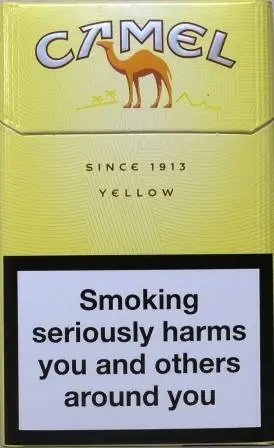 CAMEL
SINCE 1913
YELLOW
Smoking
seriously harms
you and others
around you